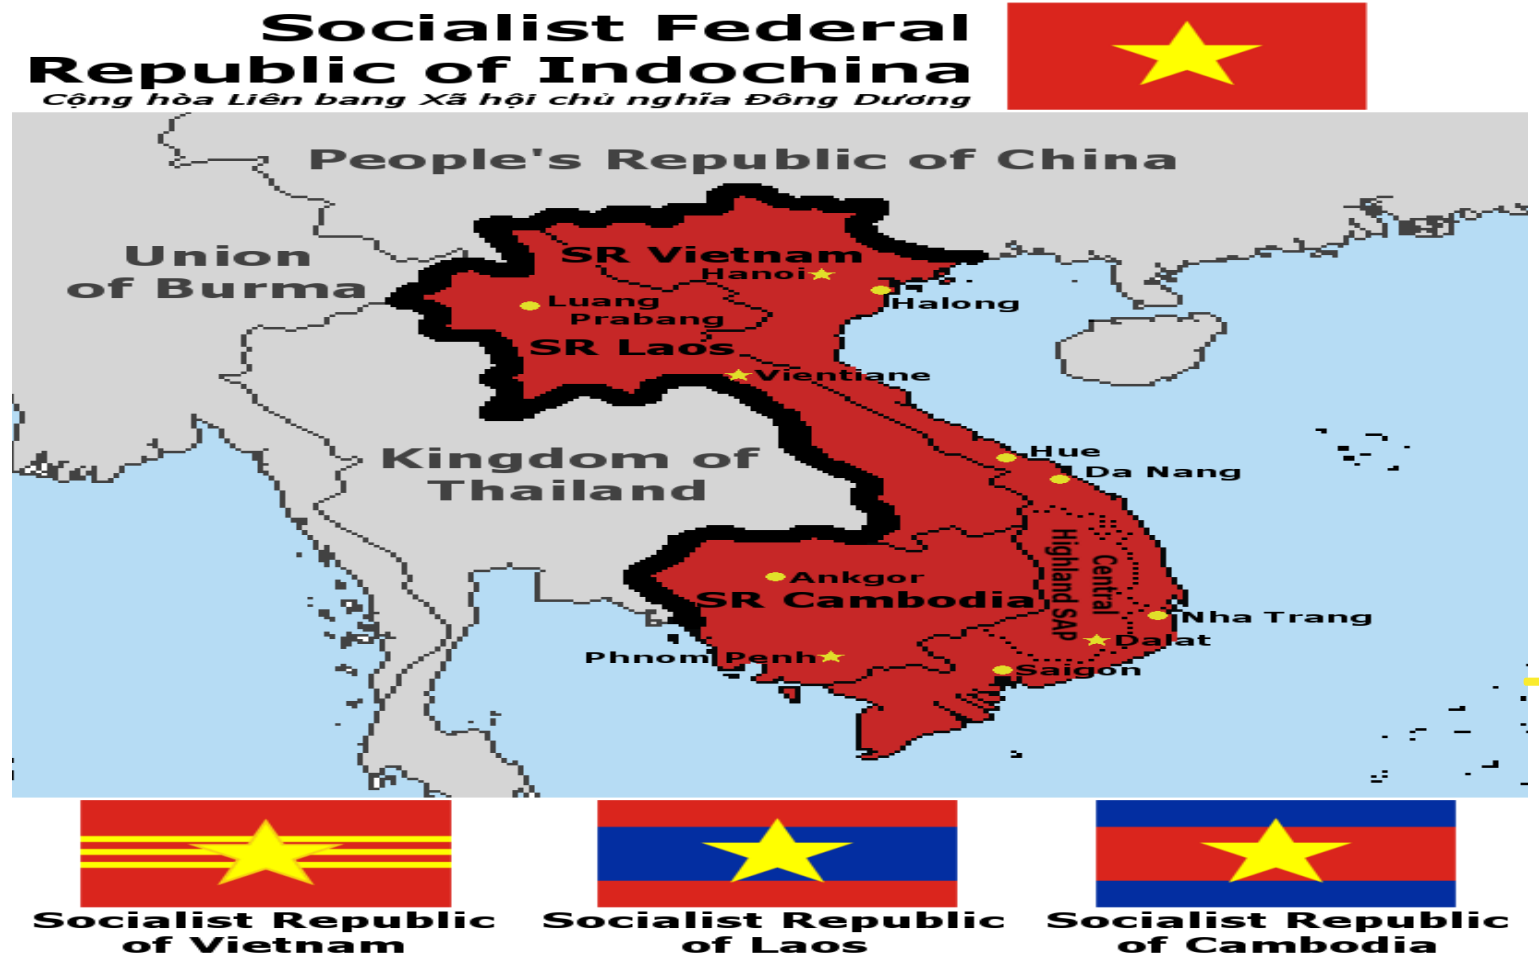 Socialist Federal
Republic of Indochina
Cộng hòa Liên bang Xã hội chủ nghĩa Đông Dương
People's Republic of China
Union
of Burma
SR Vietnam
Hanoi
Halong
Luang
Prabang
SR Laos
Vientiane
Kingdom of
Thailand
Hue
Da Nang
Central
Highland SAP
Ankgor
SR Cambodia
Nha Trang
Dalat
Phnom Penh
Saigon
Socialist Republic
of Vietnam
Socialist Republic
of Laos
Socialist Republic
of Cambodia